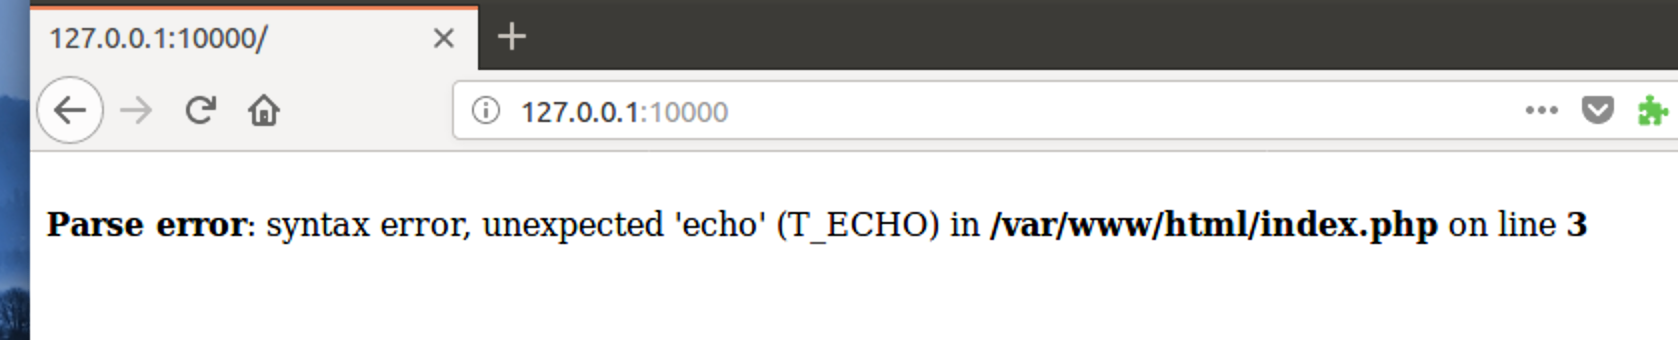 127.0.0.1:10000/
127.0.0.1:10000
Parse error: syntax error, unexpected 'echo' (T_ECHO) in /var/www/html/index.php on line 3